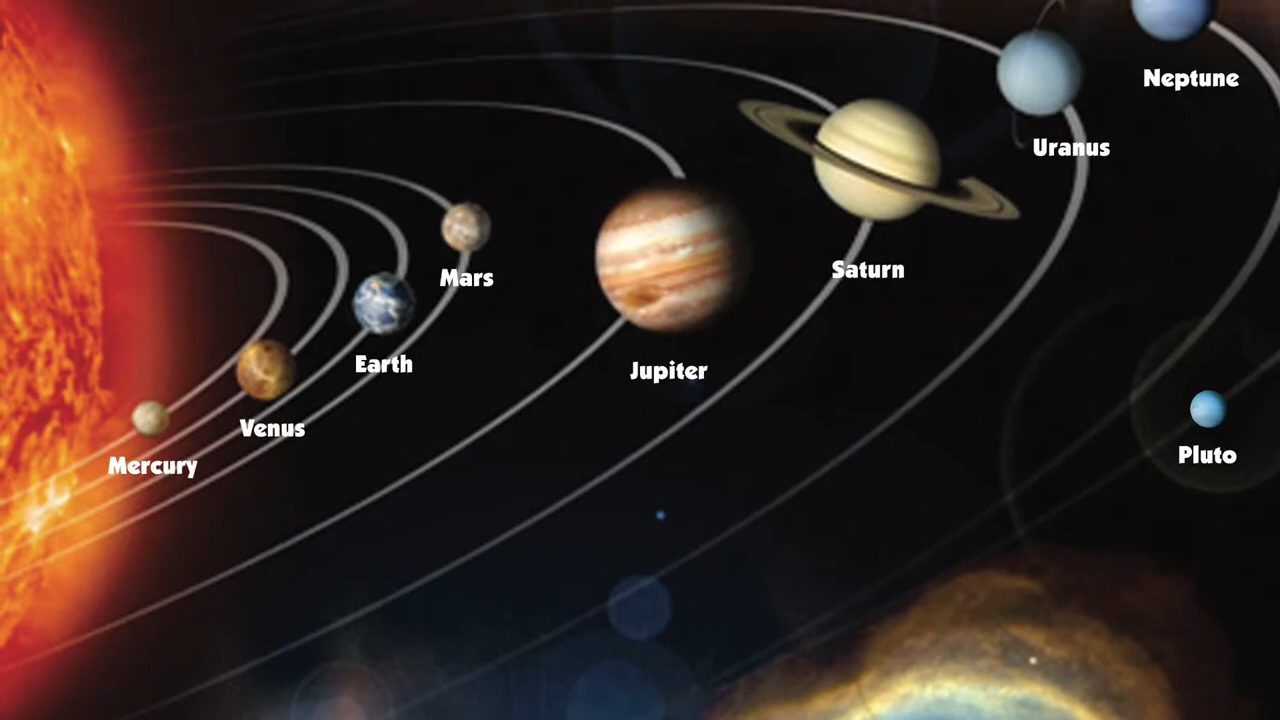 Neptune
Uranus
Saturn
Mars
Earth
Jupiter
Venus
Pluto
Mercury